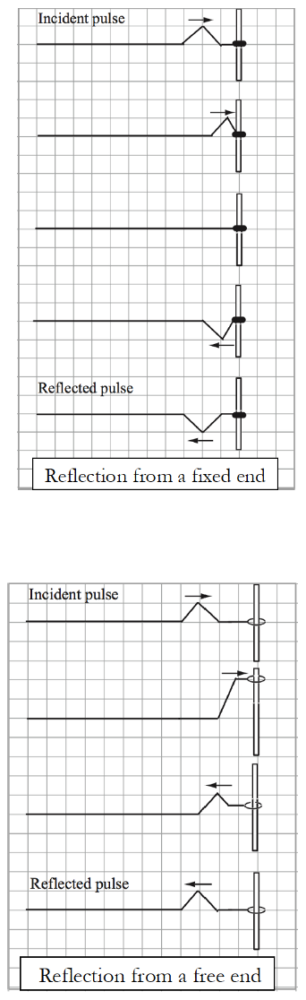 Incident pulse
Reflected pulse
Reflection from a fixed end
Incident pulse
Reflected pulse
Reflection from a free end